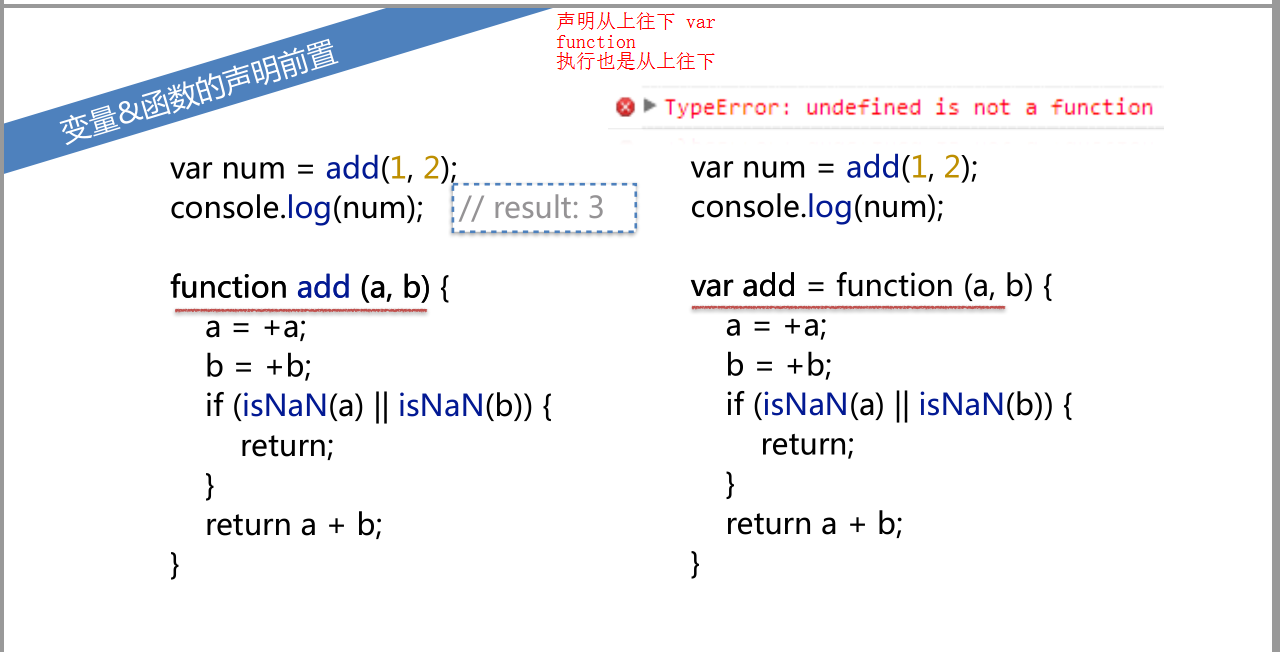 变量&函数的声明前置
声明从上往下 var
function
执行也是从上往下
TypeError: undefined is not a function
var num = add(1, 2);
console.log(num); // result: 3
function add (a, b) {
a = +a;
b = +b;
if (isNaN(a) || isNaN(b)) {
return;
}
return a + b;
}
var num = add(1, 2);
console.log(num);
var add = function (a, b) {
a = +a;
b = +b;
if (isNaN(a) || isNaN(b)) {
return;
}
return a + b;
}